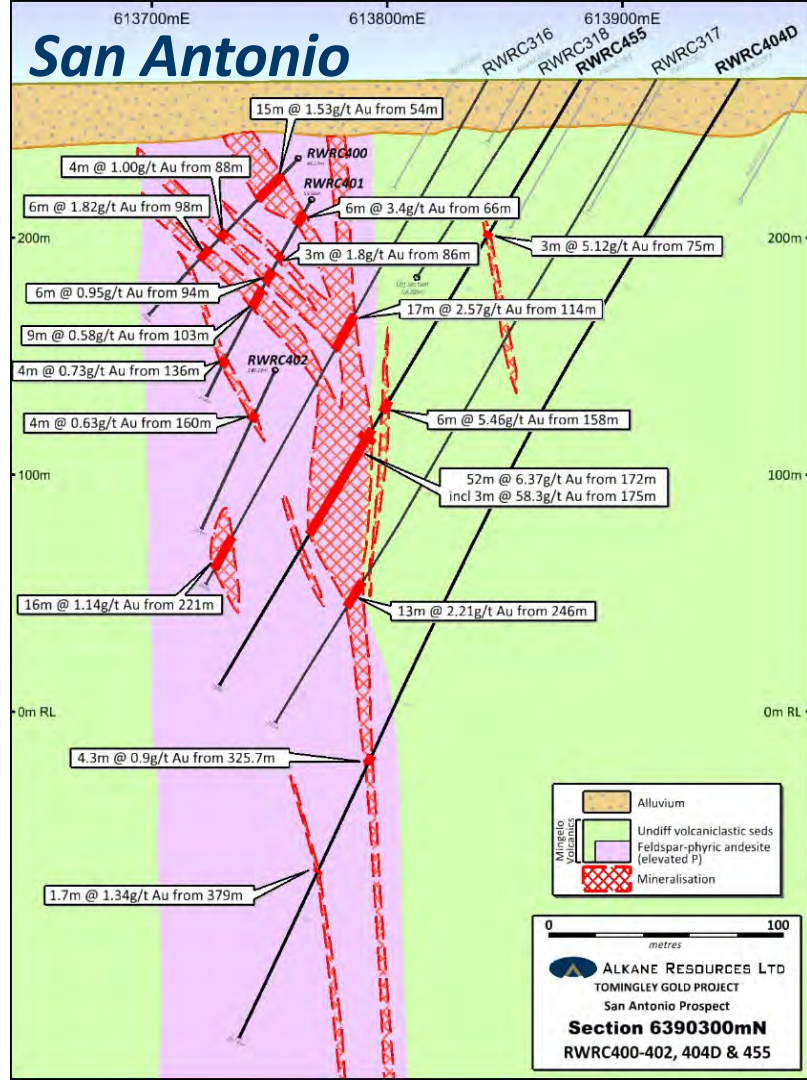 613700mE
613800mE
613900mE
San Antonio
RWRC316
RWRC318
RWRC455
RWRC317
RWRC404D
15m @ 1.53g/t Au from 54m
RWRC400
4m @ 1.00g/t Au from 88m
RWRC401
6m @ 1.82g/t Au from 98m
6m @ 3.4g/t Au from 66m
200m
3m @ 5.12g/t Au from 75m
200m
3m @ 1.8g/t Au from 86m
6m @ 0.95g/t Au from 94m
17m @ 2.57g/t Au from 114m
9m @ 0.58g/t Au from 103m
RWRC402
4m @ 0.73g/t Au from 136m
4m @ 0.63g/t Au from 160m
6m @ 5.46g/t Au from 158m
100m
100m
52m @ 6.37g/t Au from 172m
incl 3m @ 58.3g/t Au from 175m
16m @ 1.14g/t Au from 221m
13m @ 2.21g/t Au from 246m
0m RL
0m RL
4.3m @ 0.9g/t Au from 325.7m
1.7m @ 1.34g/t Au from 379m
Alluvium
Mingelo
Volcanics
Undiff volcaniclastic seds
Feldspar-phyric andesite
(elevated P)
Mineralisation
0
100
metres
ALKANE RESOURCES LTD
TOMINGLEY GOLD PROJECT
San Antonio Prospect
Section 6390300mN
RWRC400-402, 404D & 455